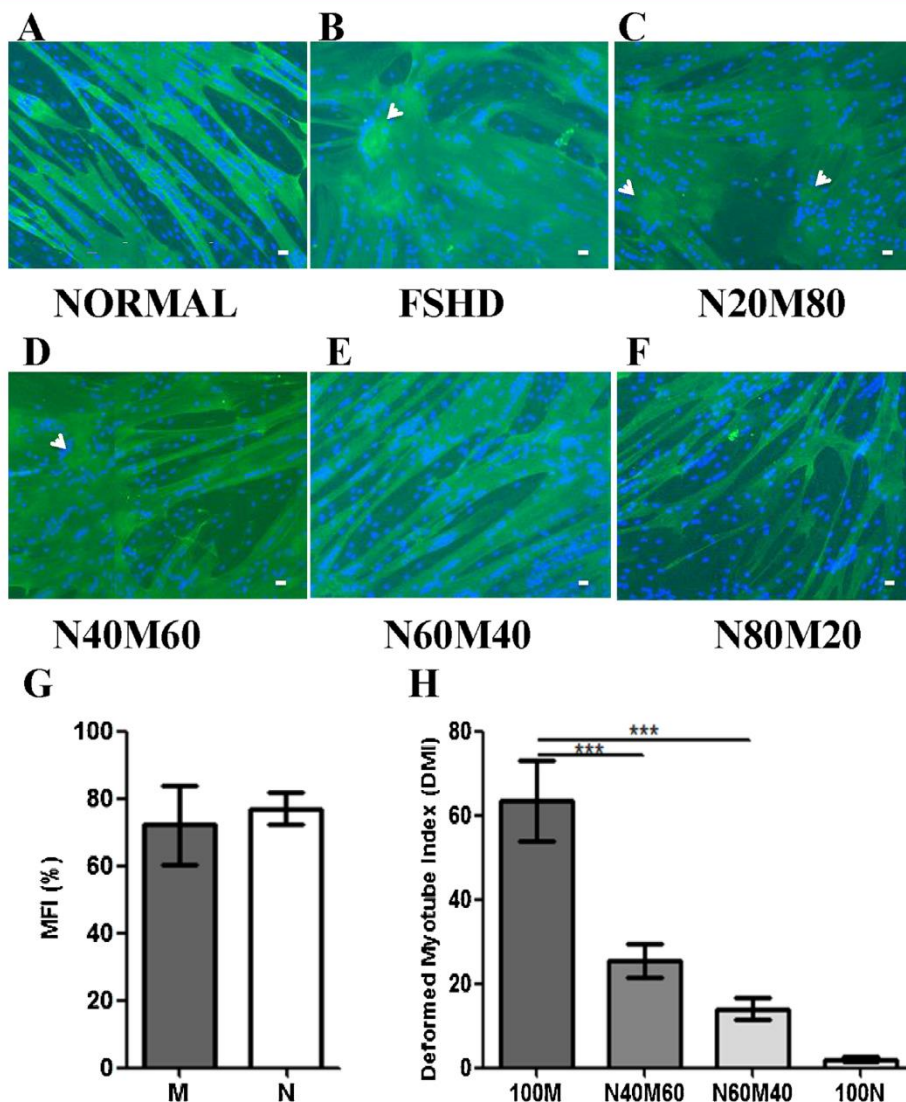 A
B
C
NORMAL
FSHD
N20M80
D
E
F
N40M60
N60M40
N80M20
G
H
MFI (%)
100
80
60
40
20
0
M
N
Deformed Myotube Index (DMI)
80
60
40
20
0
***
***
100M
N40M60
N60M40
100N